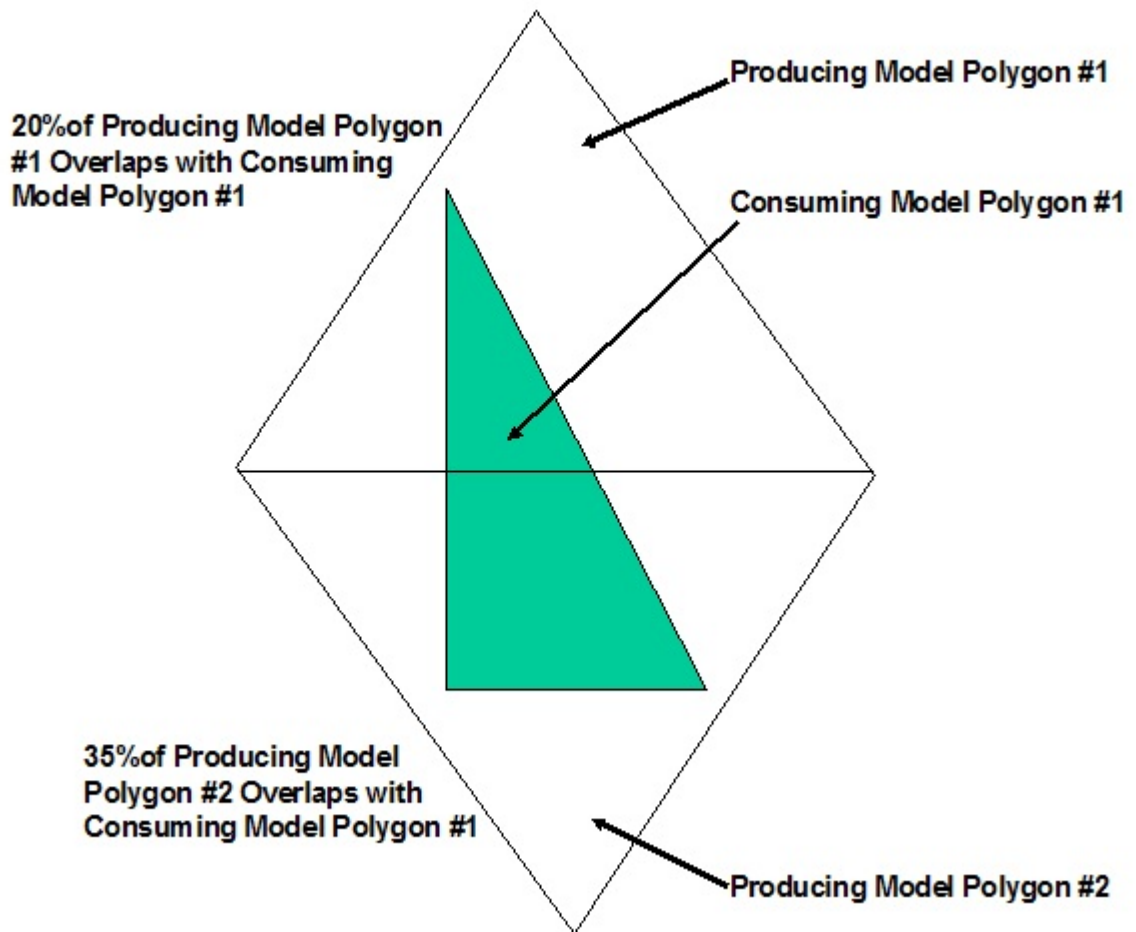 Producing Model Polygon #1
20%of Producing Model Polygon
#1 Overlaps with Consuming
Model Polygon #1
Consuming Model Polygon #1
35%of Producing Model
Polygon #2 Overlaps with
Consuming Model Polygon #1
Producing Model Polygon #2